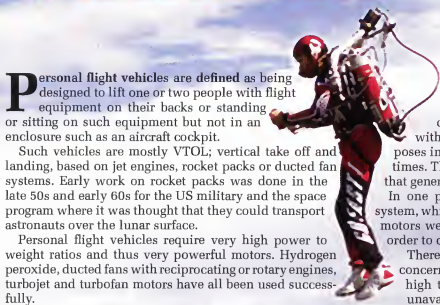 Personal flight vehicles are defined as being
designed to lift one or two people with flight
equipment on their backs or standing
or sitting on such equipment but not in an
enclosure such as an aircraft cockpit.
Such vehicles are mostly VTOL; vertical take off and
landing, based on jet engines, rocket packs or ducted fan
systems. Early work on rocket packs was done in the
late 50s and early 60s for the US military and the space
program where it was thought that they could transport
astronauts over the lunar surface.
Personal flight vehicles require very high power to
weight ratios and thus very powerful motors. Hydrogen
peroxide, ducted fans with reciprocating or rotary engines,
turbojet and turbofan motors have all been used success-
fully.
with
poses in
times. Th
that gener
In one p
system, wh
motors we
order to c
There
concern
high t
unava